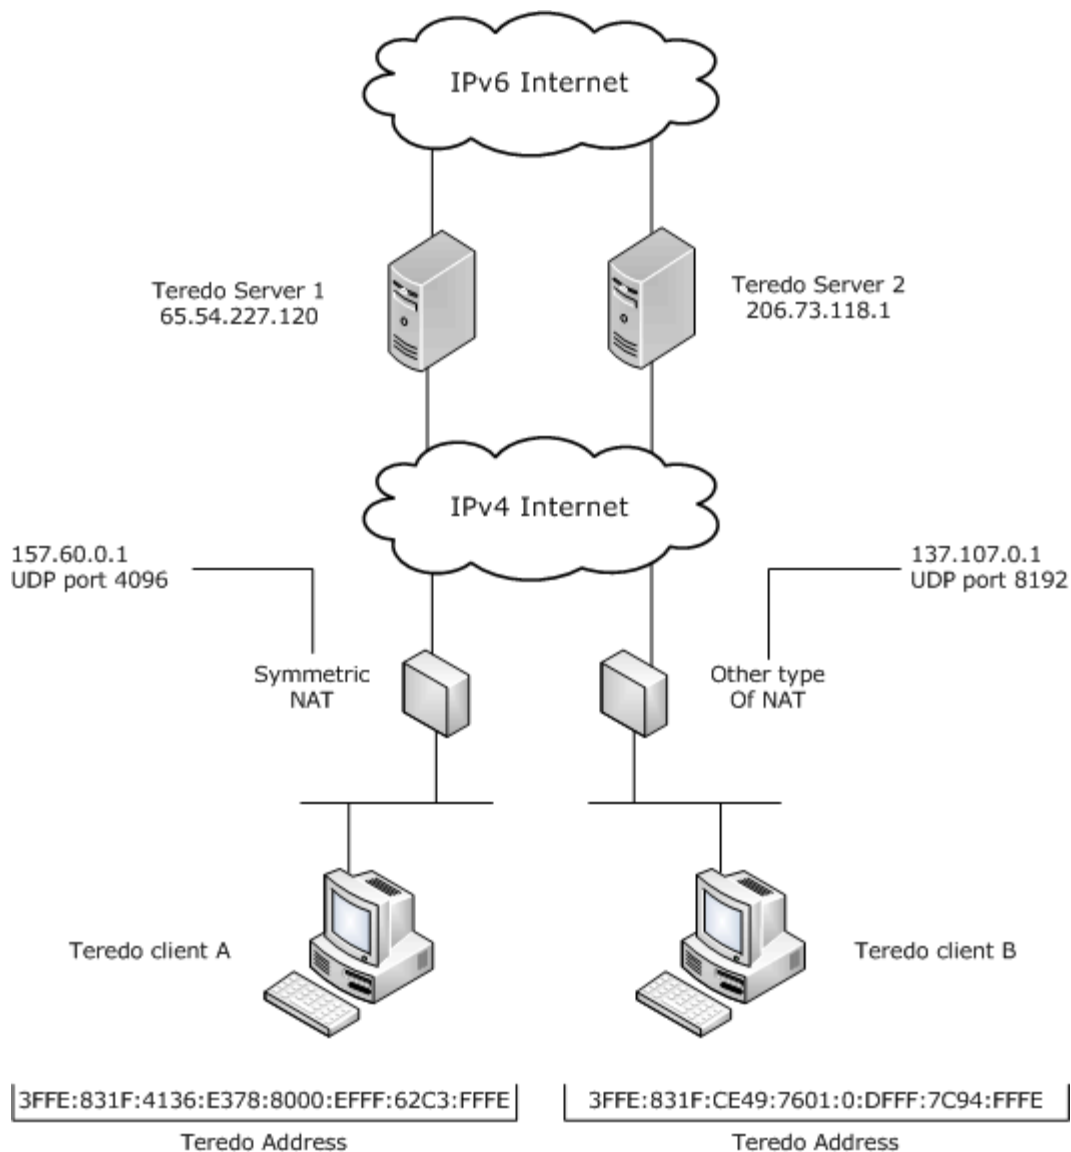 IPv6 Internet
Teredo Server 1
65.54.227.120
Teredo Server 2
206.73.118.1
IPv4 Internet
157.60.0.1
UDP port 4096
137.107.0.1
UDP port 8192
Symmetric
NAT
Other type
Of NAT
Teredo client A
Teredo client B
3FFE:831F:4136:E378:8000:EFFF:62C3:FFFE
3FFE:831F:CE49:7601:0:DFFF:7C94:FFFE
Teredo Address
Teredo Address